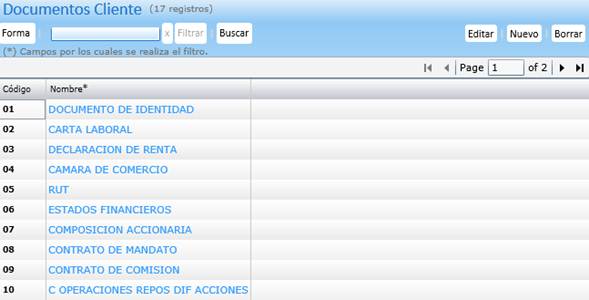 Documentos Cliente (17 registros)
Forma x Filtrar Buscar Editar Nuevo Borrar
(*) Campos por los cuales se realiza el filtro.
Page 1 of 2
Código Nombre*
01 DOCUMENTO DE IDENTIDAD
02 CARTA LABORAL
03 DECLARACION DE RENTA
04 CAMARA DE COMERCIO
05 RUT
06 ESTADOS FINANCIEROS
07 COMPOSICION ACCIONARIA
08 CONTRATO DE MANDATO
09 CONTRATO DE COMISION
10 C OPERACIONES REPOS DIF ACCIONES